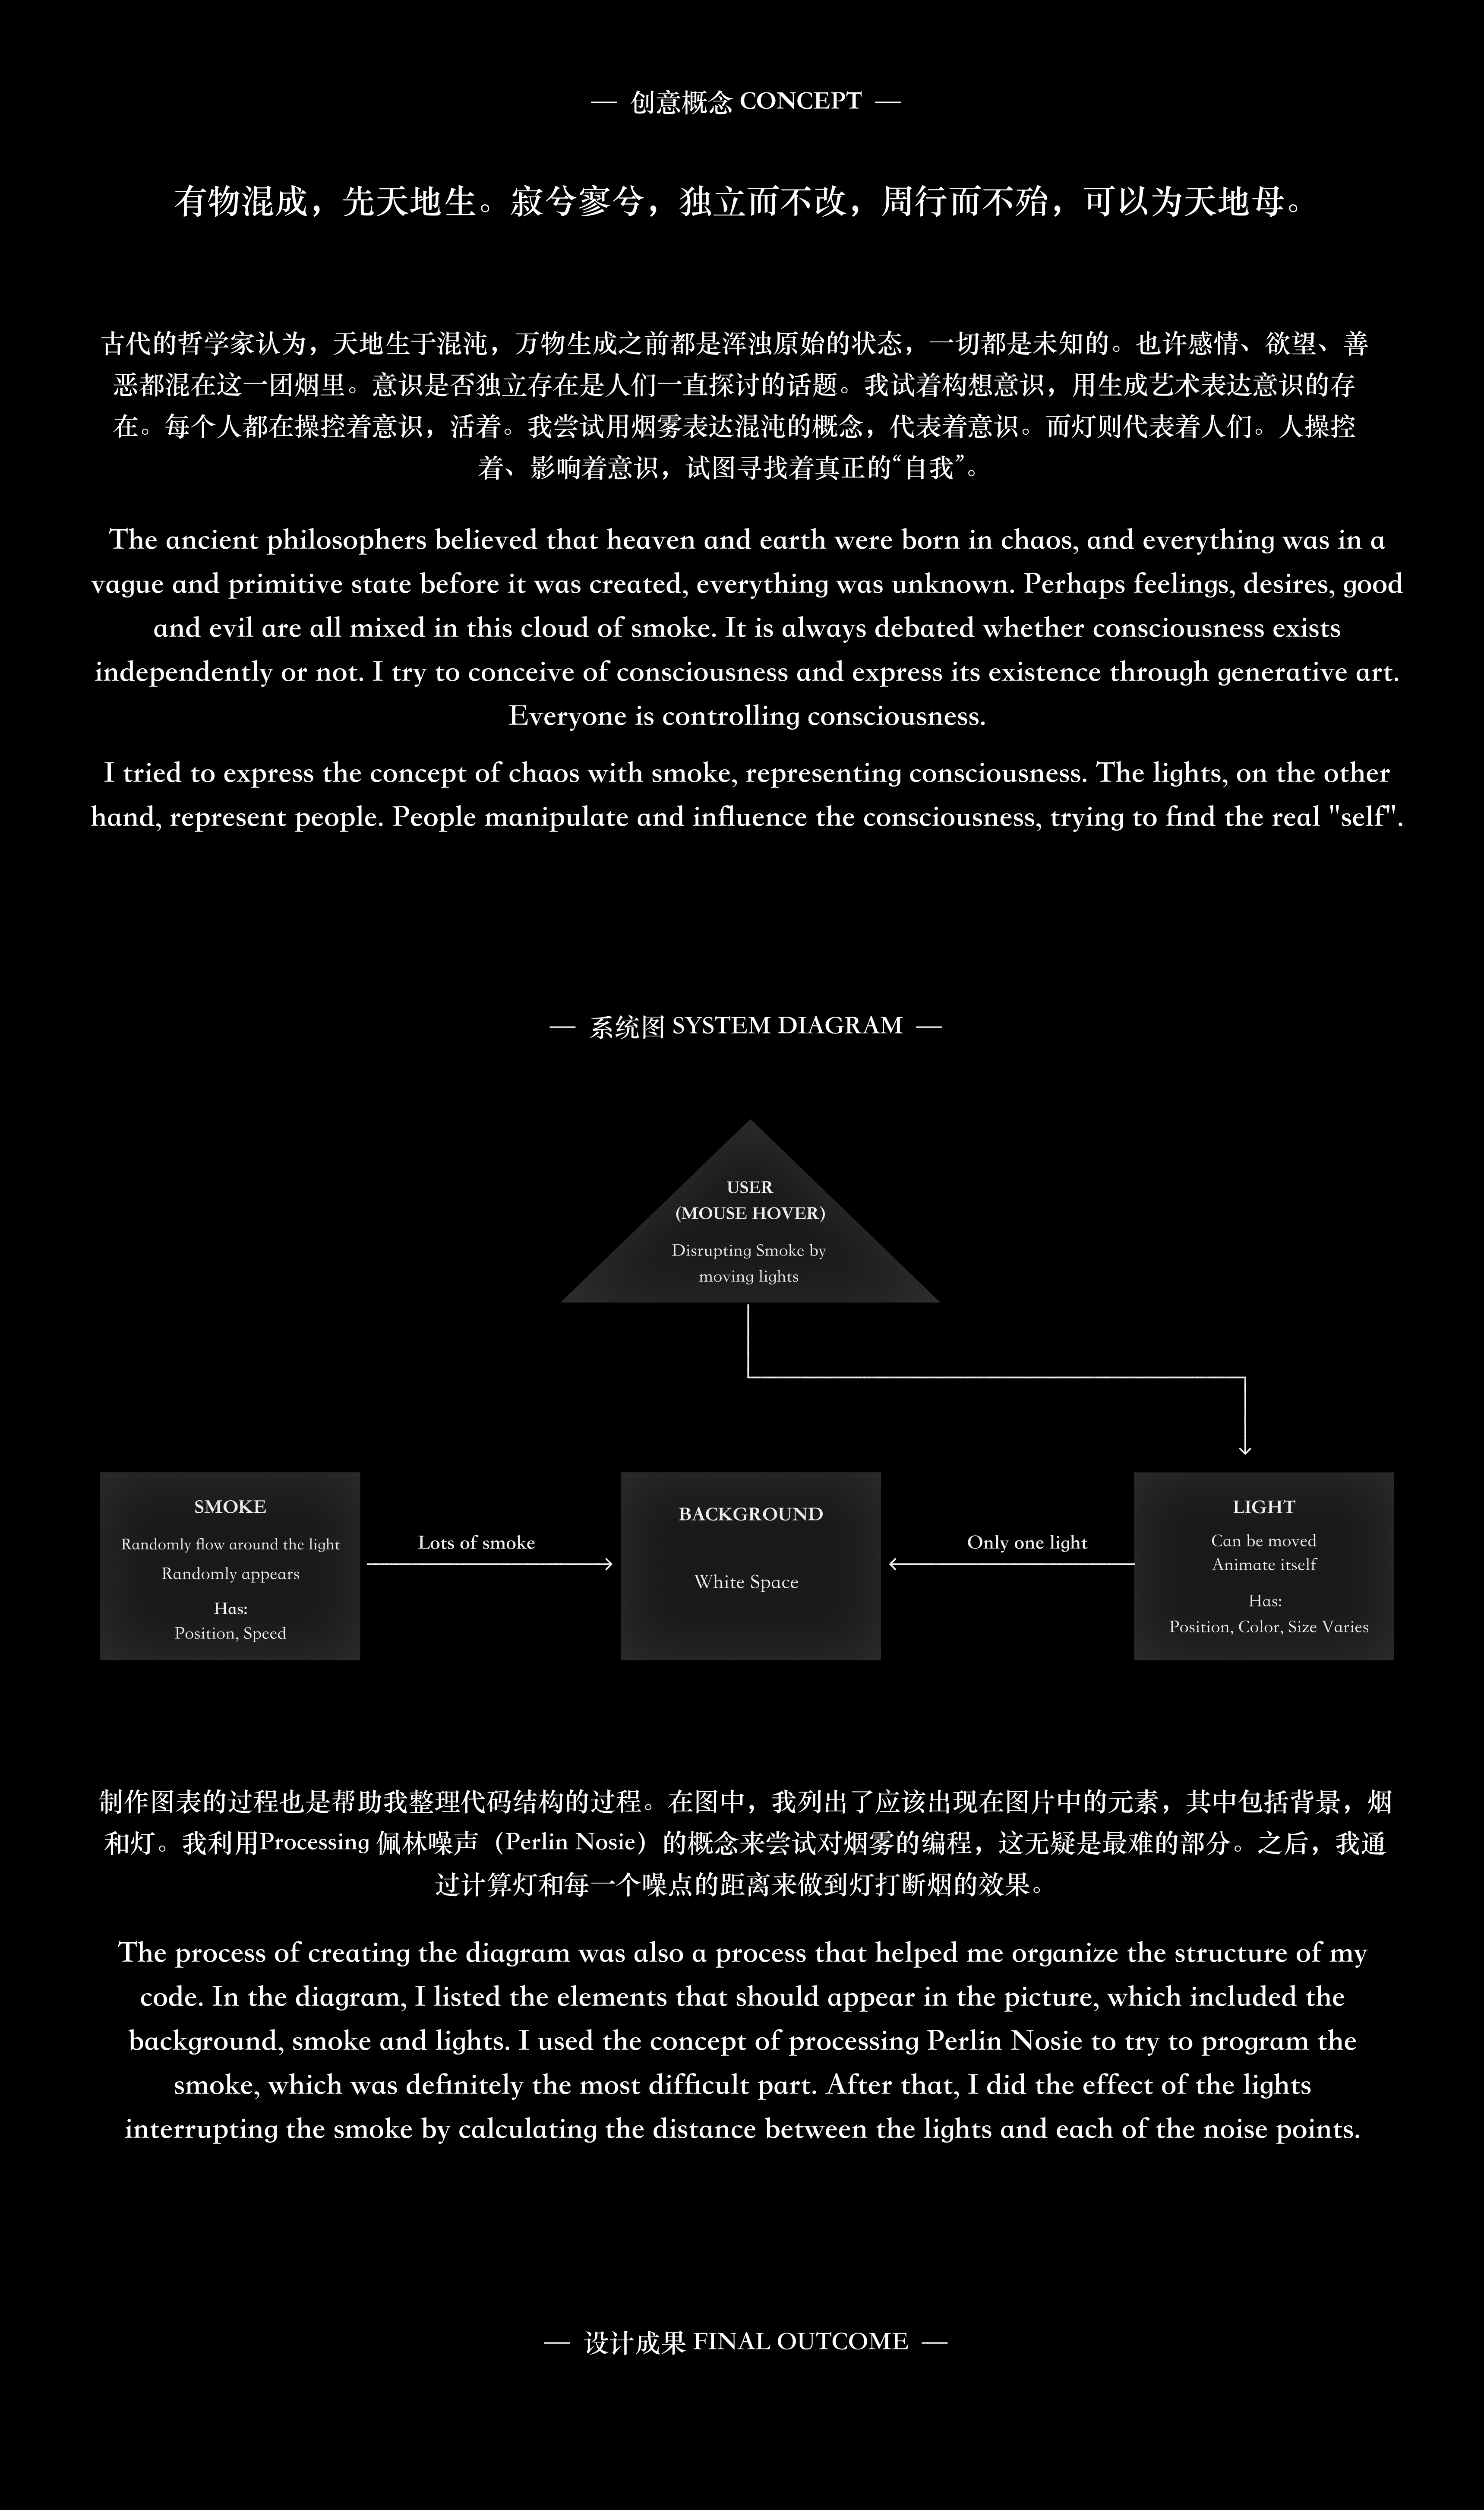 — 创意概念 CONCEPT —
有物混成，先天地生。寂兮寥兮，独立而不改，周行而不殆，可以为天地母。
古代的哲学家认为，天地生于混沌，万物生成之前都是浑浊原始的状态，一切都是未知的。也许感情、欲望、善
恶都混在这一团烟里。意识是否独立存在是人们一直探讨的话题。我试着构想意识，用生成艺术表达意识的存
在。每个人都在操控着意识，活着。我尝试用烟雾表达混沌的概念，代表着意识。而灯则代表着人们。人操控
着、影响着意识，试图寻找着真正的“自我”。
The ancient philosophers believed that heaven and earth were born in chaos, and everything was in a
vague and primitive state before it was created, everything was unknown. Perhaps feelings, desires, good
and evil are all mixed in this cloud of smoke. It is always debated whether consciousness exists
independently or not. I try to conceive of consciousness and express its existence through generative art.
Everyone is controlling consciousness.
I tried to express the concept of chaos with smoke, representing consciousness. The lights, on the other
hand, represent people. People manipulate and influence the consciousness, trying to find the real "self".
— 系统图 SYSTEM DIAGRAM —
USER
(MOUSE HOVER)
Disrupting Smoke by
moving lights
SMOKE
Randomly flow around the light
Randomly appears
Has:
Position, Speed
Lots of smoke
BACKGROUND
White Space
Only one light
LIGHT
Can be moved
Animate itself
Has:
Position, Color, Size Varies
制作图表的过程也是帮助我整理代码结构的过程。在图中，我列出了应该出现在图片中的元素，其中包括背景，烟
和灯。我利用Processing 佩林噪声（Perlin Nosie）的概念来尝试对烟雾的编程，这无疑是最难的部分。之后，我通
过计算灯和每一个噪点的距离来做到灯打断烟的效果。
The process of creating the diagram was also a process that helped me organize the structure of my
code. In the diagram, I listed the elements that should appear in the picture, which included the
background, smoke and lights. I used the concept of processing Perlin Nosie to try to program the
smoke, which was definitely the most difficult part. After that, I did the effect of the lights
interrupting the smoke by calculating the distance between the lights and each of the noise points.
— 设计成果 FINAL OUTCOME —